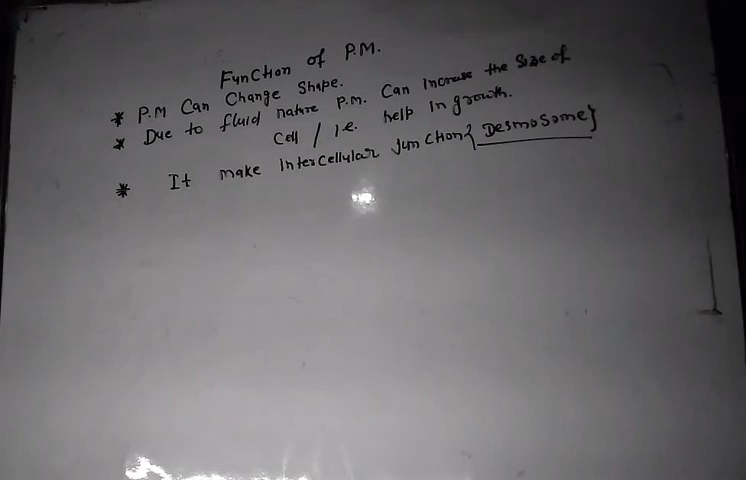 Function of P.M.
* P.M Can Change Shape.
* Due to fluid nature P.M. Can Increase the Size of
Cell / i.e. help In growth.
* It make Intercellular junction { Desmosome }